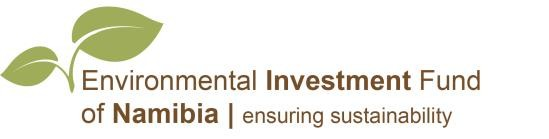 Environmental Investment Fund
of Namibia | ensuring sustainability